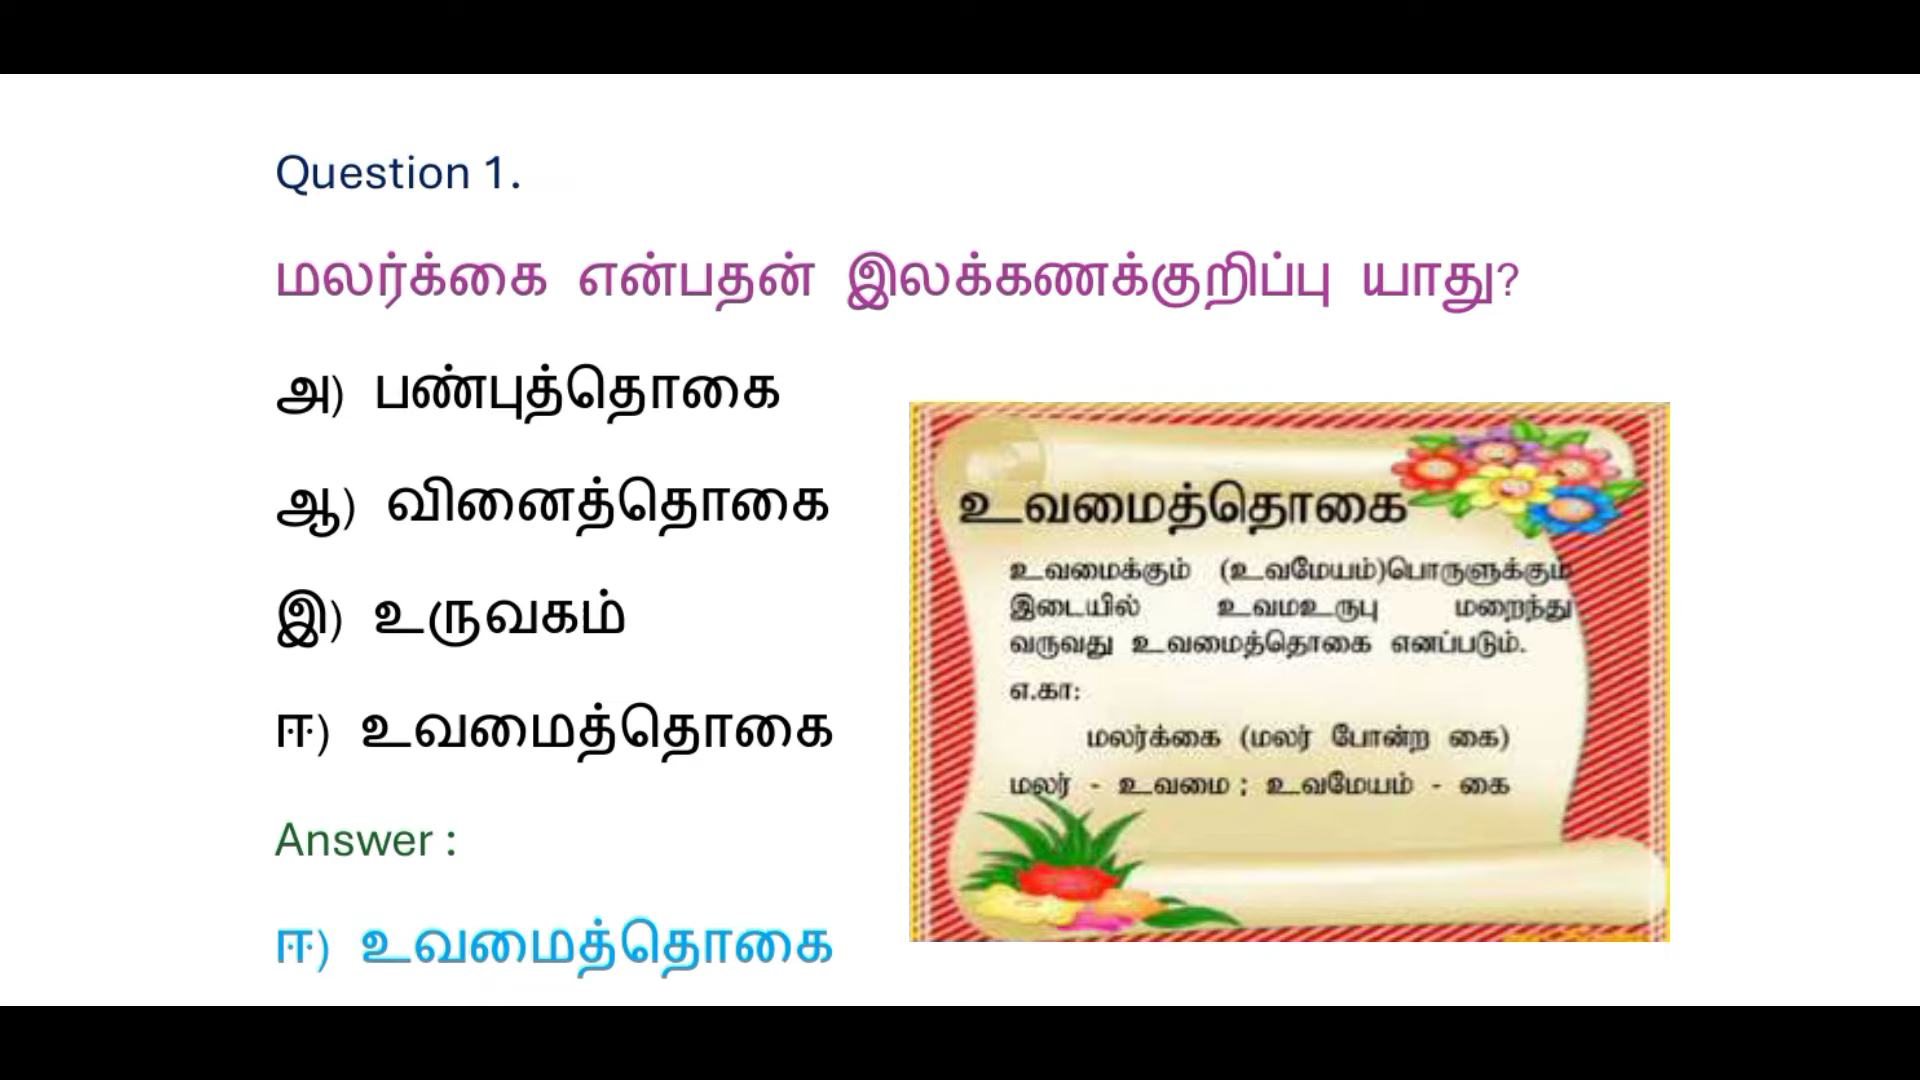 Question 1.
மலர்க்கை என்பதன் இலக்கணக்குறிப்பு யாது?
அ) பண்புத்தொகை
ஆ) வினைத்தொகை
இ) உருவகம்
ஈ) உவமைத்தொகை
Answer :
ஈ) உவமைத்தொகை
உவமைத்தொகை
உவமைக்கும் (உவமேயம்)பொருளுக்கும்
இடையில் உவமஉருபு மறைந்து
வருவது உவமைத்தொகை எனப்படும்.
எ.கா:
மலர்க்கை (மலர் போன்ற கை)
மலர் - உவமை ; உவமேயம் - கை